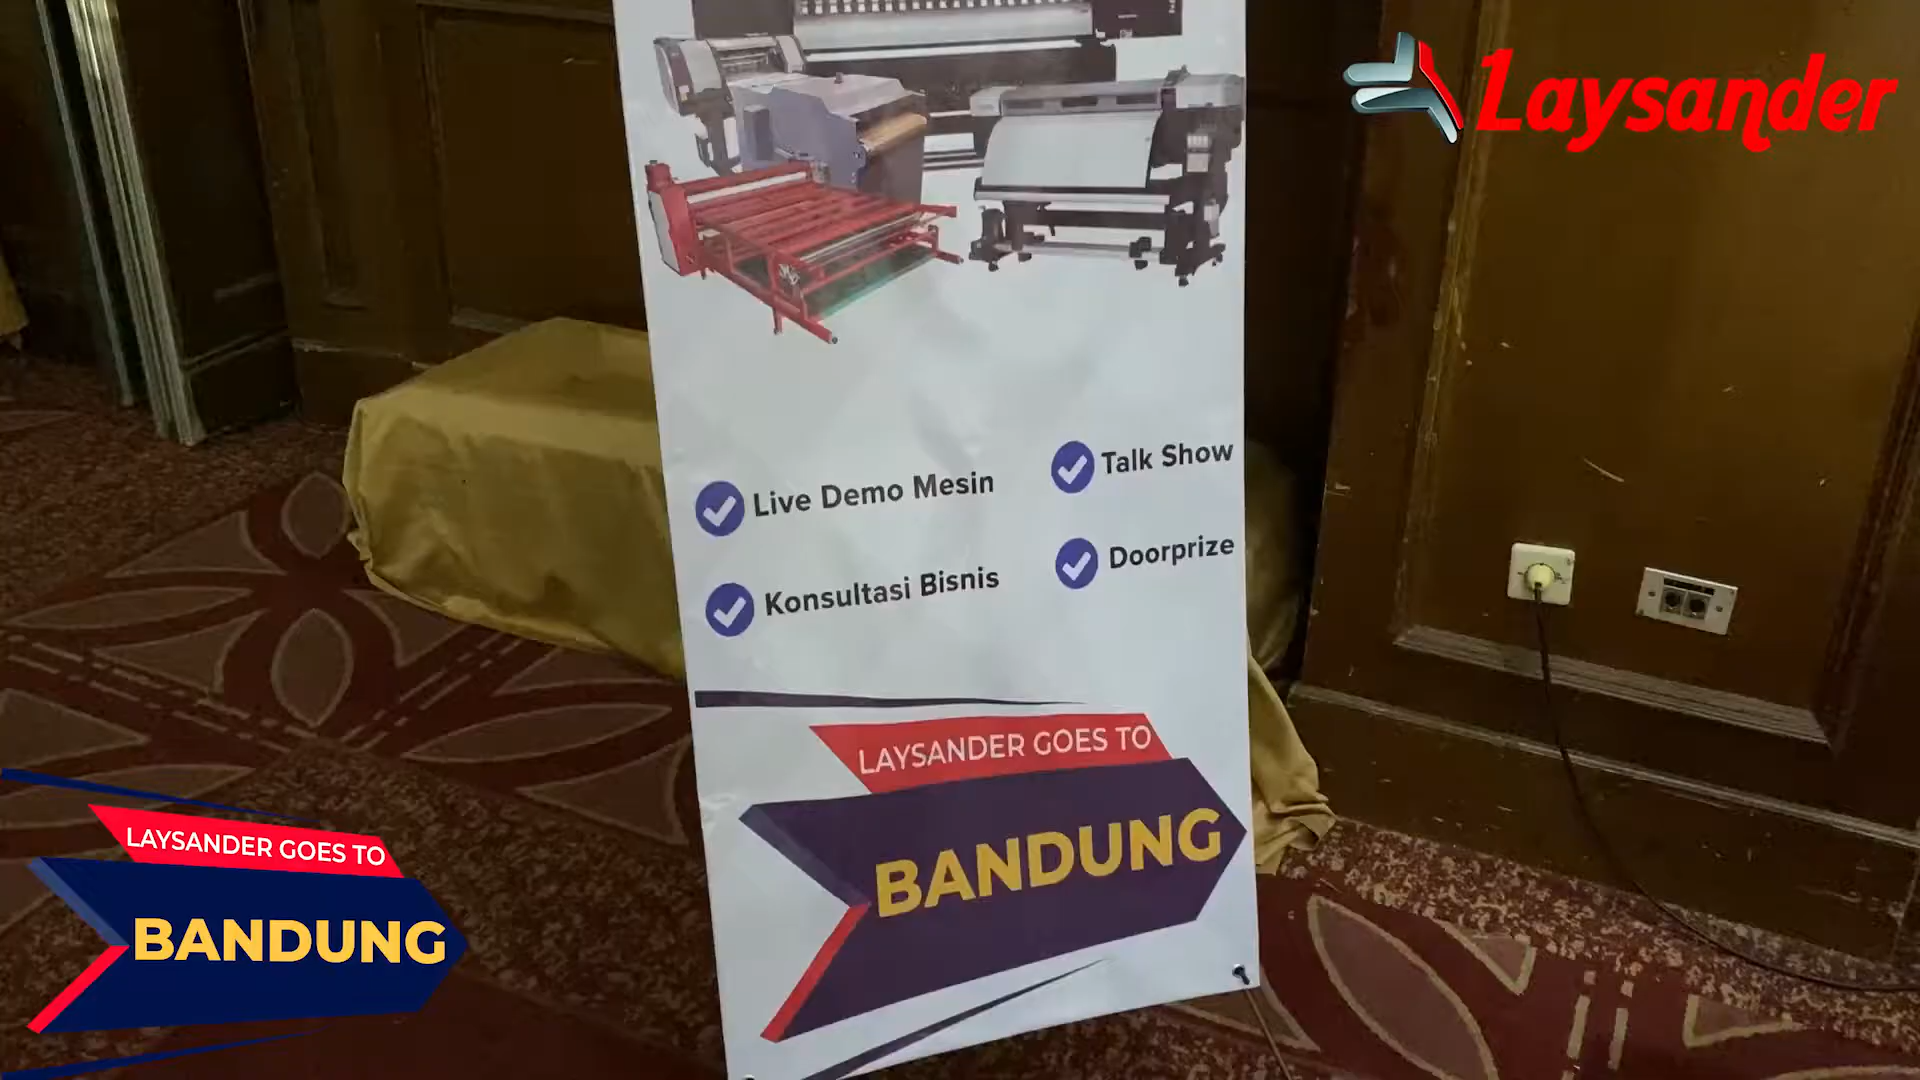 Laysander
Live Demo Mesin
Talk Show
Konsultasi Bisnis
Doorprize
LAYSANDER GOES TO
BANDUNG
LAYSANDER GOES TO
BANDUNG